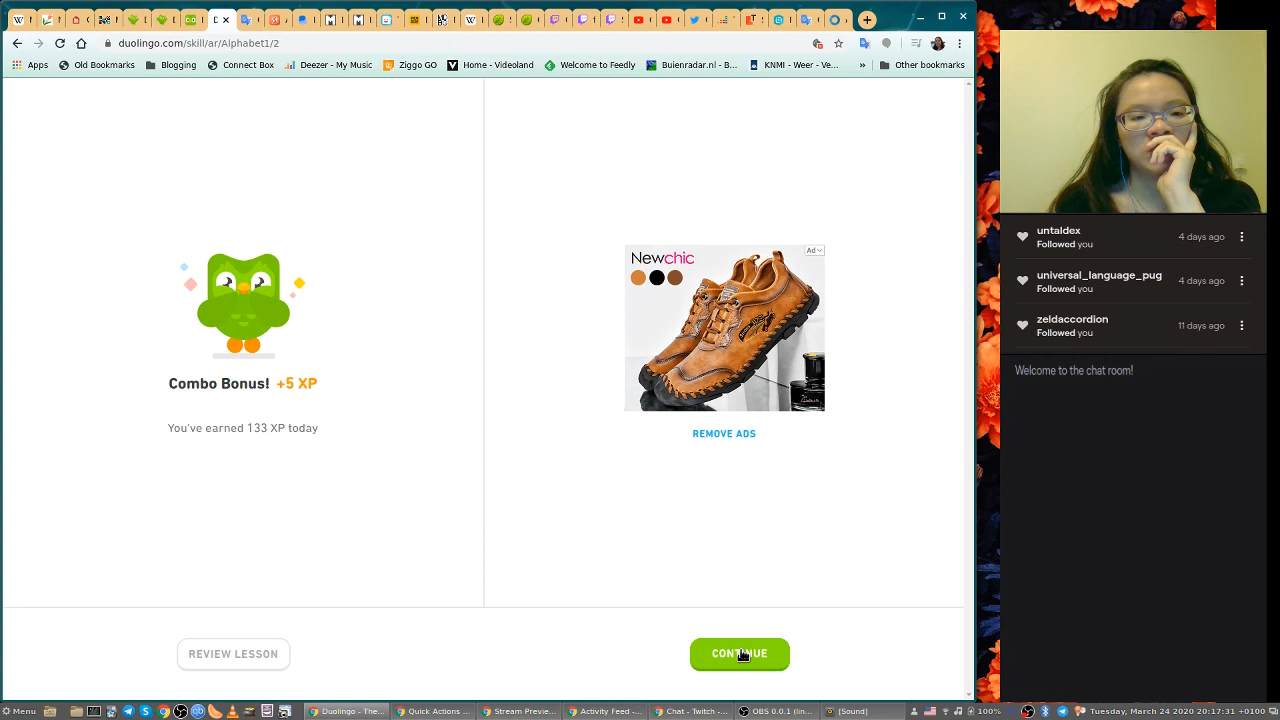 duolingo.com/skill/ar/Alphabet1/2
Apps
Old Bookmarks
Blogging
Connect Box
Deezer - My Music
Ziggo GO
Home - Videoland
Welcome to Feedly
Buienradar.nl - B...
KNMI - Weer - Ve...
»
Other bookmarks
Newchic
Ad
Combo Bonus! +5 XP
You've earned 133 XP today
REMOVE ADS
REVIEW LESSON
CONTINUE
untaldex
Followed you
4 days ago
universal_language_pug
Followed you
4 days ago
zeldaccordion
Followed you
11 days ago
Welcome to the chat room!
Menu
Duolingo - The...
Quick Actions ...
Stream Previe...
Activity Feed -...
Chat - Twitch -...
OBS 0.0.1 (lin...
[Sound]
100%
Tuesday, March 24 2020 20:17:31 +0100